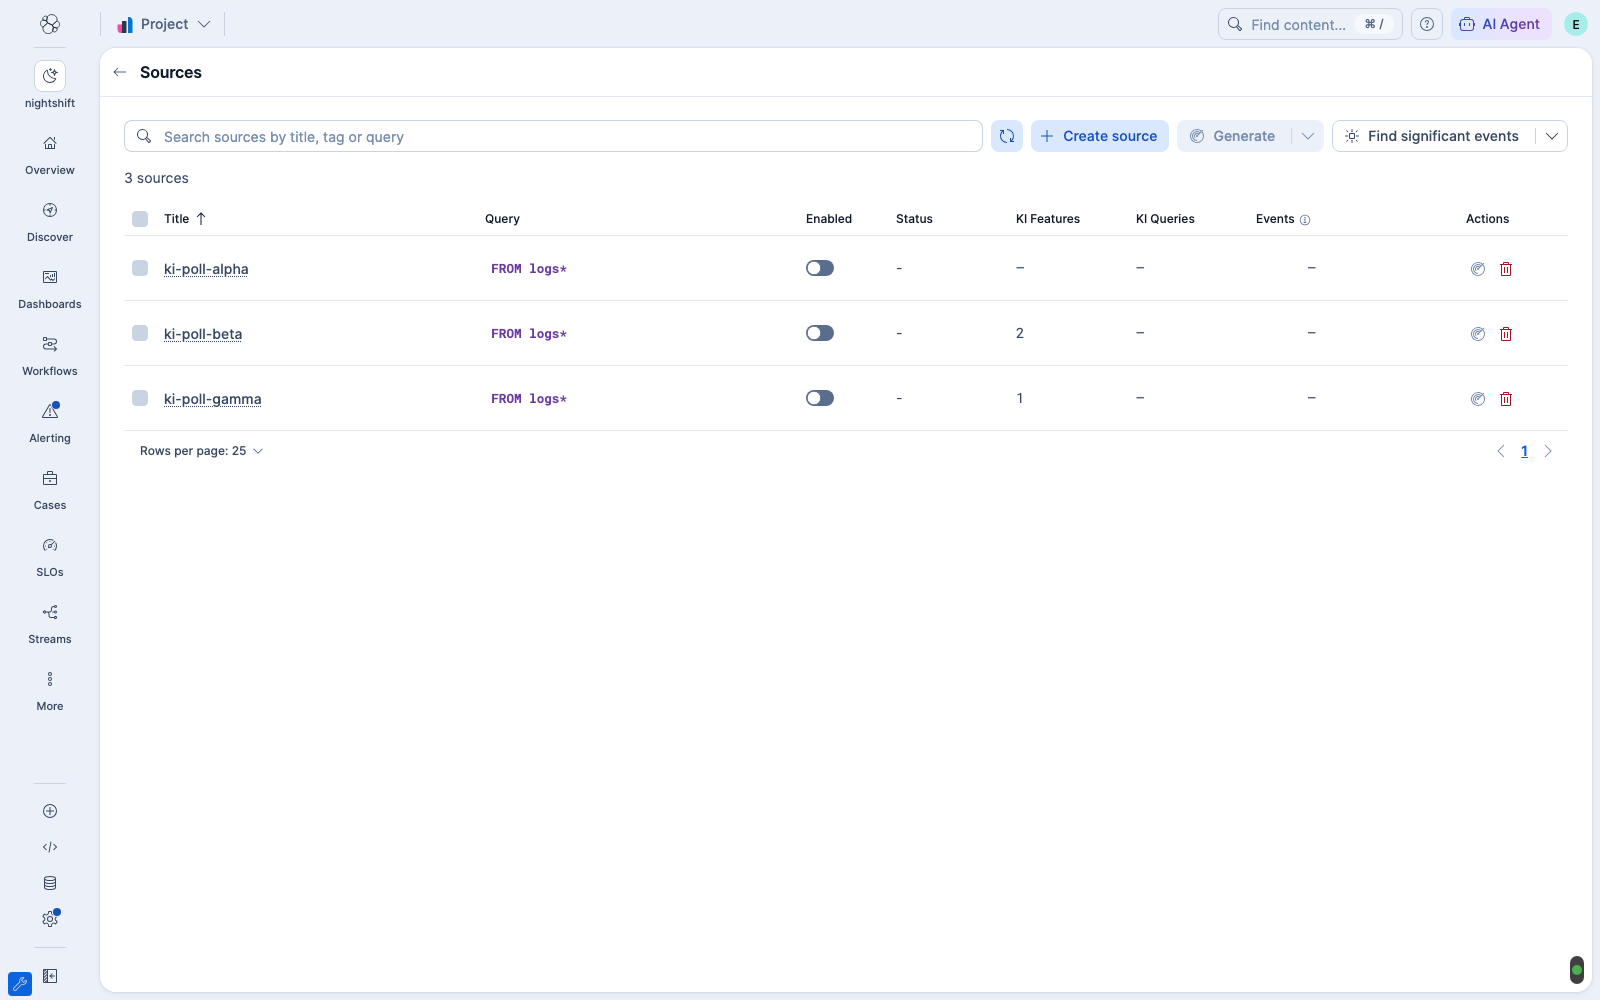 Project
Find content...
⌘ /
AI Agent
E
nightshift
Overview
Discover
Dashboards
Workflows
Alerting
Cases
SLOs
Streams
More
Sources
Search sources by title, tag or query
Create source
Generate
Find significant events
3 sources
Title Query Enabled Status KI Features KI Queries Events Actions
ki-poll-alpha FROM logs* - – – –
ki-poll-beta FROM logs* - 2 – –
ki-poll-gamma FROM logs* - 1 – –
Rows per page: 25
1